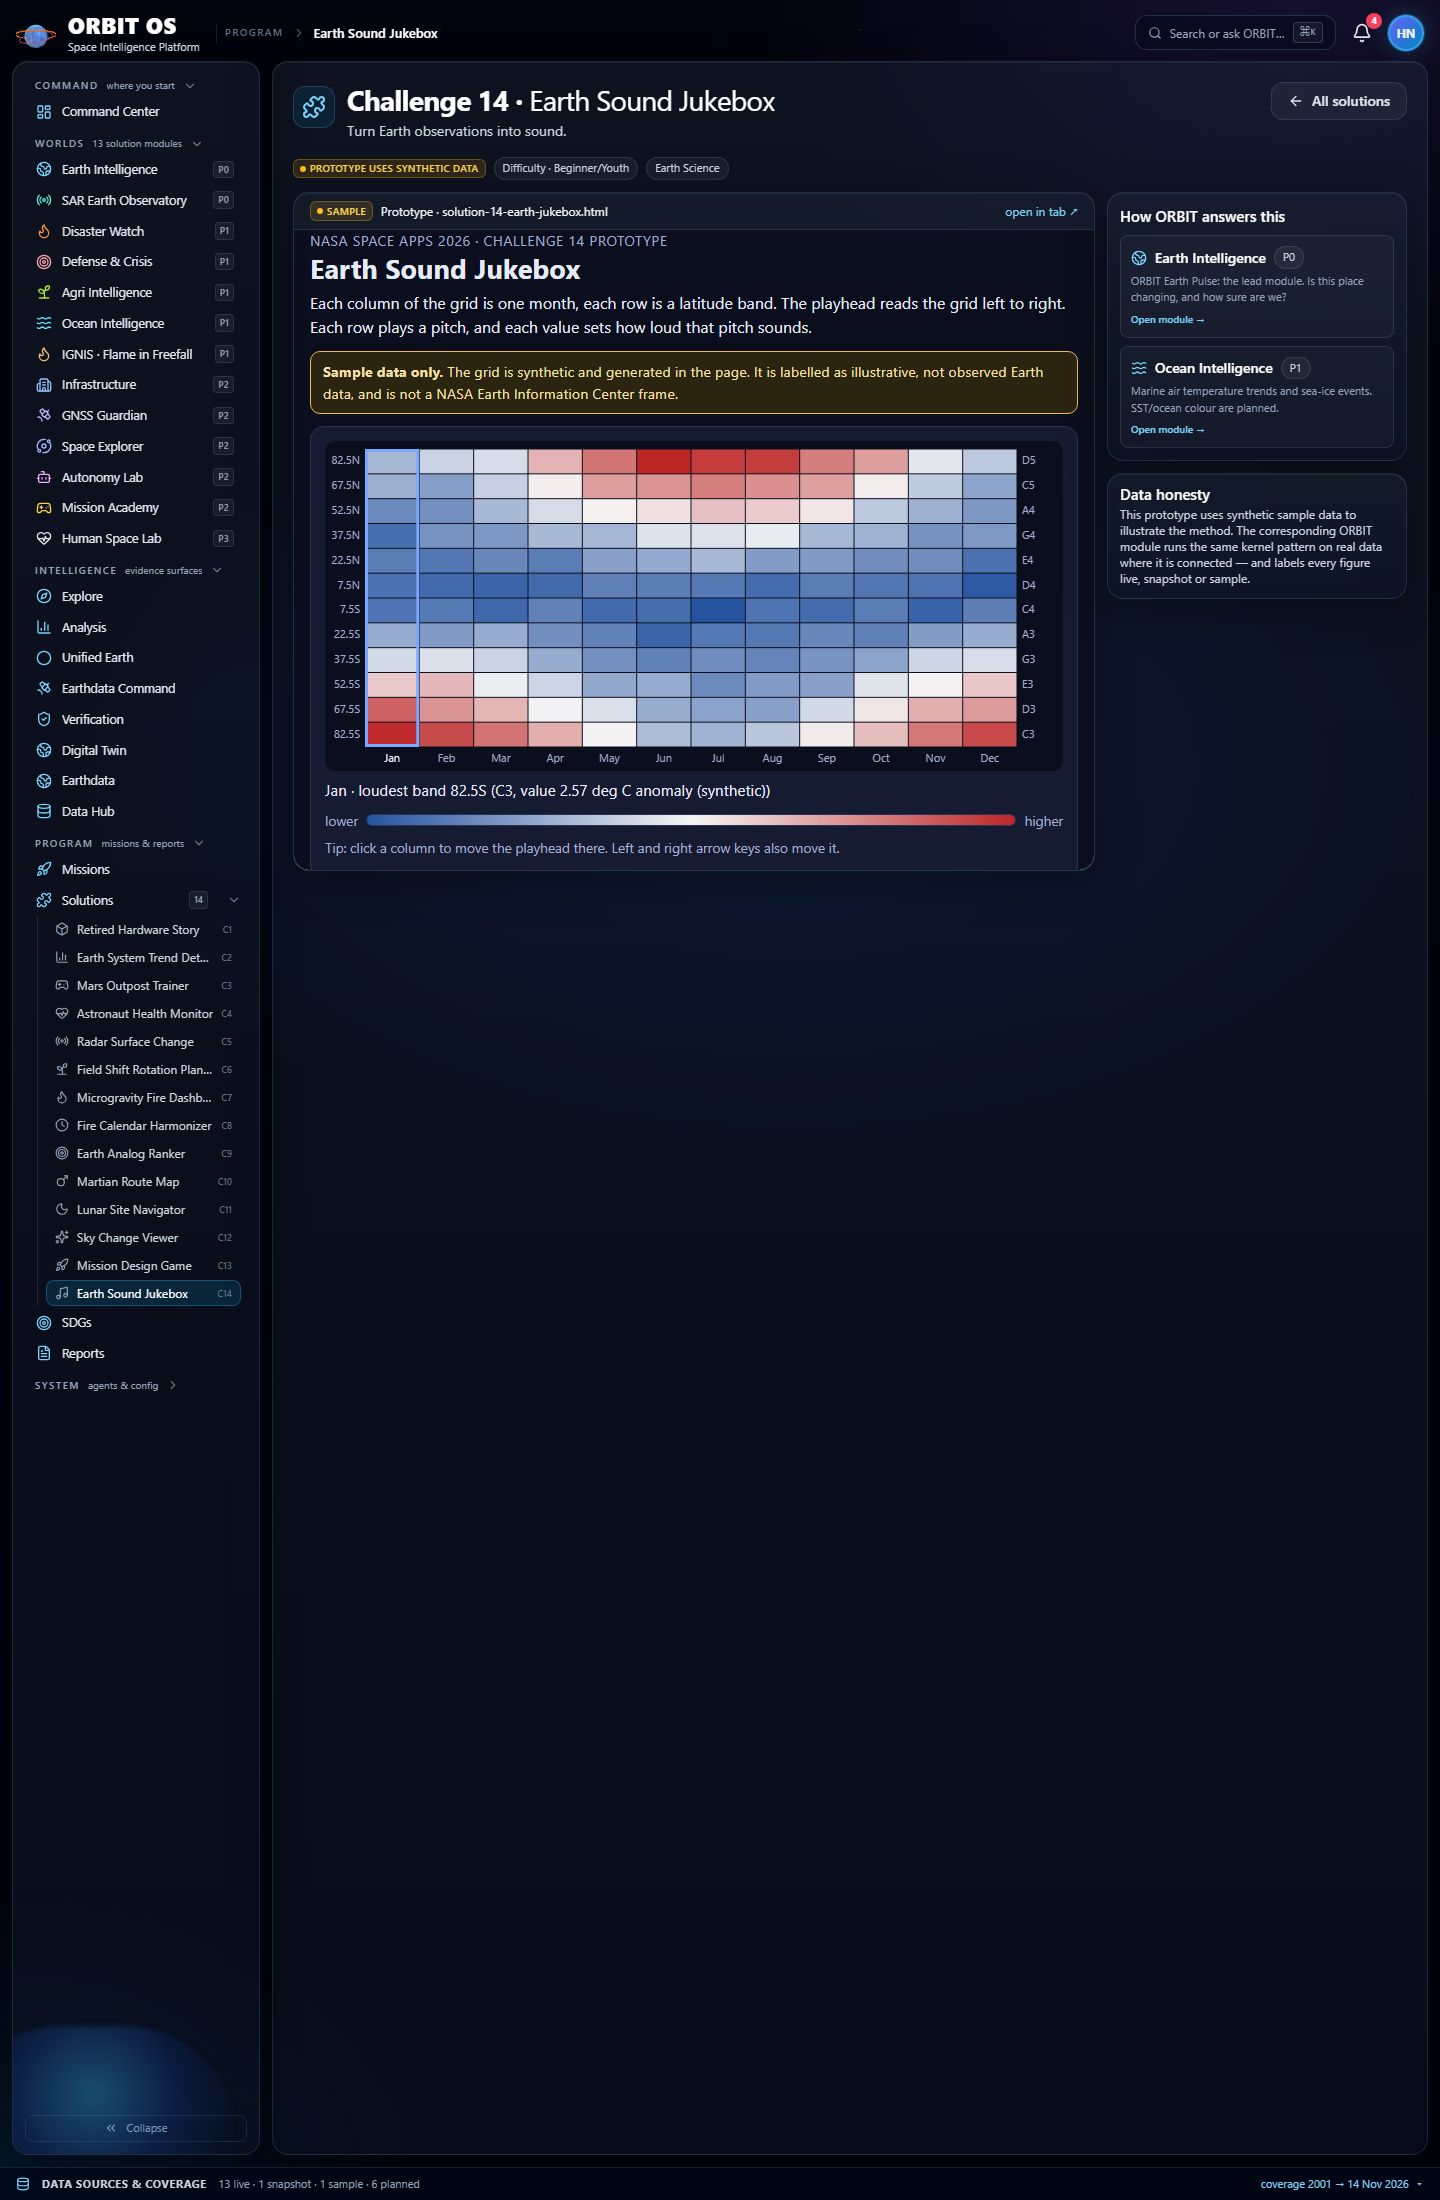 ORBIT OS
Space Intelligence Platform
PROGRAM
Earth Sound Jukebox
Search or ask ORBIT...
⌘K
4
HN
COMMAND where you start
Command Center
WORLDS 13 solution modules
Earth Intelligence P0
SAR Earth Observatory P0
Disaster Watch P1
Defense & Crisis P1
Agri Intelligence P1
Ocean Intelligence P1
IGNIS · Flame in Freefall P1
Infrastructure P2
GNSS Guardian P2
Space Explorer P2
Autonomy Lab P2
Mission Academy P2
Human Space Lab P3
INTELLIGENCE evidence surfaces
Explore
Analysis
Unified Earth
Earthdata Command
Verification
Digital Twin
Earthdata
Data Hub
PROGRAM missions & reports
Missions
Solutions 14
Retired Hardware Story C1
Earth System Trend Det... C2
Mars Outpost Trainer C3
Astronaut Health Monitor C4
Radar Surface Change C5
Field Shift Rotation Plan... C6
Microgravity Fire Dashb... C7
Fire Calendar Harmonizer C8
Earth Analog Ranker C9
Martian Route Map C10
Lunar Site Navigator C11
Sky Change Viewer C12
Mission Design Game C13
Earth Sound Jukebox C14
SDGs
Reports
SYSTEM agents & config
Collapse
Challenge 14 · Earth Sound Jukebox
Turn Earth observations into sound.
← All solutions
PROTOTYPE USES SYNTHETIC DATA
Difficulty · Beginner/Youth
Earth Science
SAMPLE Prototype · solution-14-earth-jukebox.html
open in tab ↗
NASA SPACE APPS 2026 · CHALLENGE 14 PROTOTYPE
Earth Sound Jukebox
Each column of the grid is one month, each row is a latitude band. The playhead reads the grid left to right.
Each row plays a pitch, and each value sets how loud that pitch sounds.
Sample data only. The grid is synthetic and generated in the page. It is labelled as illustrative, not observed Earth
data, and is not a NASA Earth Information Center frame.
82.5N D5
67.5N C5
52.5N A4
37.5N G4
22.5N E4
7.5N D4
7.5S C4
22.5S A3
37.5S G3
52.5S E3
67.5S D3
82.5S C3
Jan Feb Mar Apr May Jun Jul Aug Sep Oct Nov Dec
Jan · loudest band 82.5S (C3, value 2.57 deg C anomaly (synthetic))
lower higher
Tip: click a column to move the playhead there. Left and right arrow keys also move it.
How ORBIT answers this
Earth Intelligence P0
ORBIT Earth Pulse: the lead module. Is this place
changing, and how sure are we?
Open module →
Ocean Intelligence P1
Marine air temperature trends and sea-ice events.
SST/ocean colour are planned.
Open module →
Data honesty
This prototype uses synthetic sample data to
illustrate the method. The corresponding ORBIT
module runs the same kernel pattern on real data
where it is connected — and labels every figure
live, snapshot or sample.
DATA SOURCES & COVERAGE 13 live · 1 snapshot · 1 sample · 6 planned
coverage 2001 → 14 Nov 2026